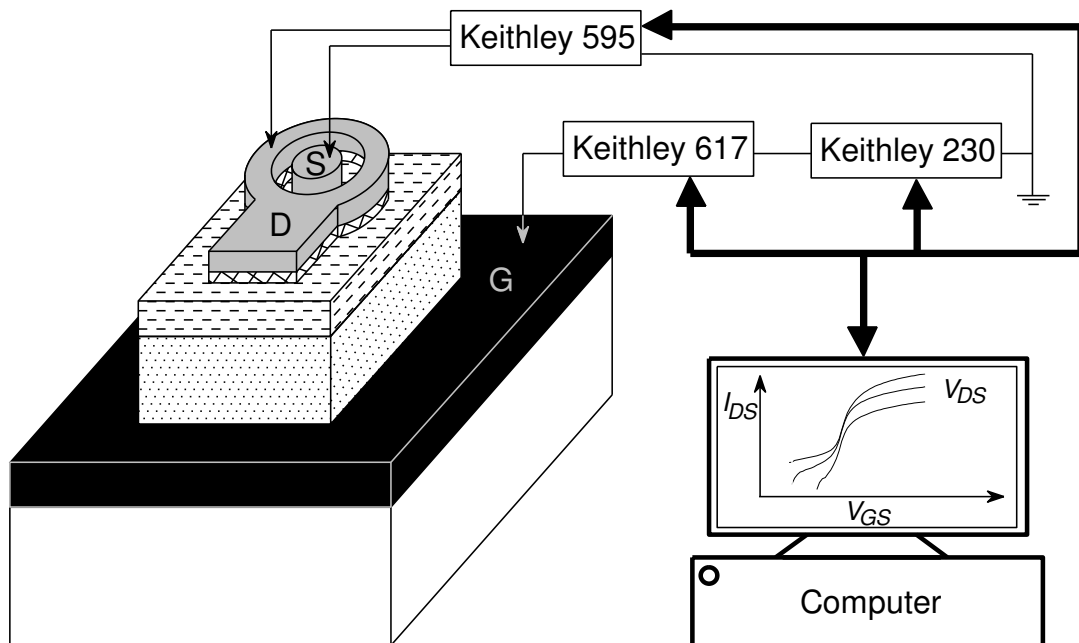 Keithley 595
Keithley 617
Keithley 230
S
D
G
I_DS
V_DS
V_GS
Computer